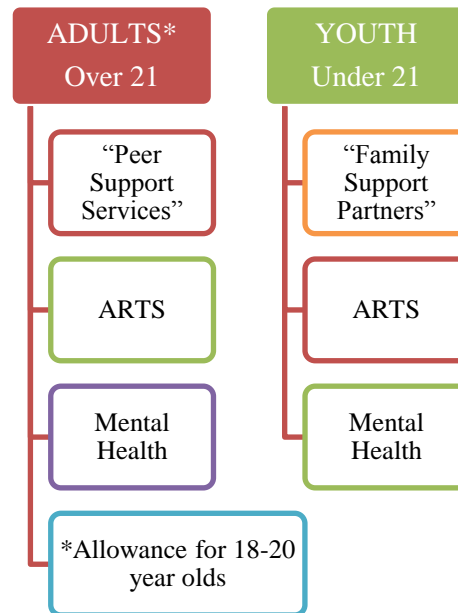 ADULTS*
Over 21
“Peer
Support
Services”
ARTS
Mental
Health
*Allowance for 18-20
year olds
YOUTH
Under 21
“Family
Support
Partners”
ARTS
Mental
Health